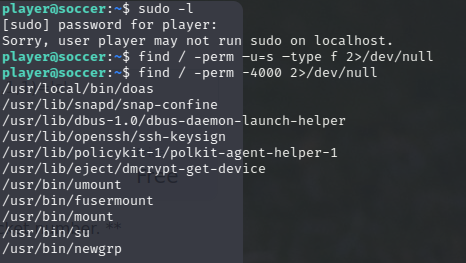 player@soccer:~$ sudo -l
[sudo] password for player:
Sorry, user player may not run sudo on localhost.
player@soccer:~$ find / -perm –u=s –type f 2>/dev/null
player@soccer:~$ find / -perm -4000 2>/dev/null
/usr/local/bin/doas
/usr/lib/snapd/snap-confine
/usr/lib/dbus-1.0/dbus-daemon-launch-helper
/usr/lib/openssh/ssh-keysign
/usr/lib/policykit-1/polkit-agent-helper-1
/usr/lib/eject/dmcrypt-get-device
/usr/bin/umount
Free
/usr/bin/fusermount
/usr/bin/mount
/usr/bin/su
number. **
/usr/bin/newgrp